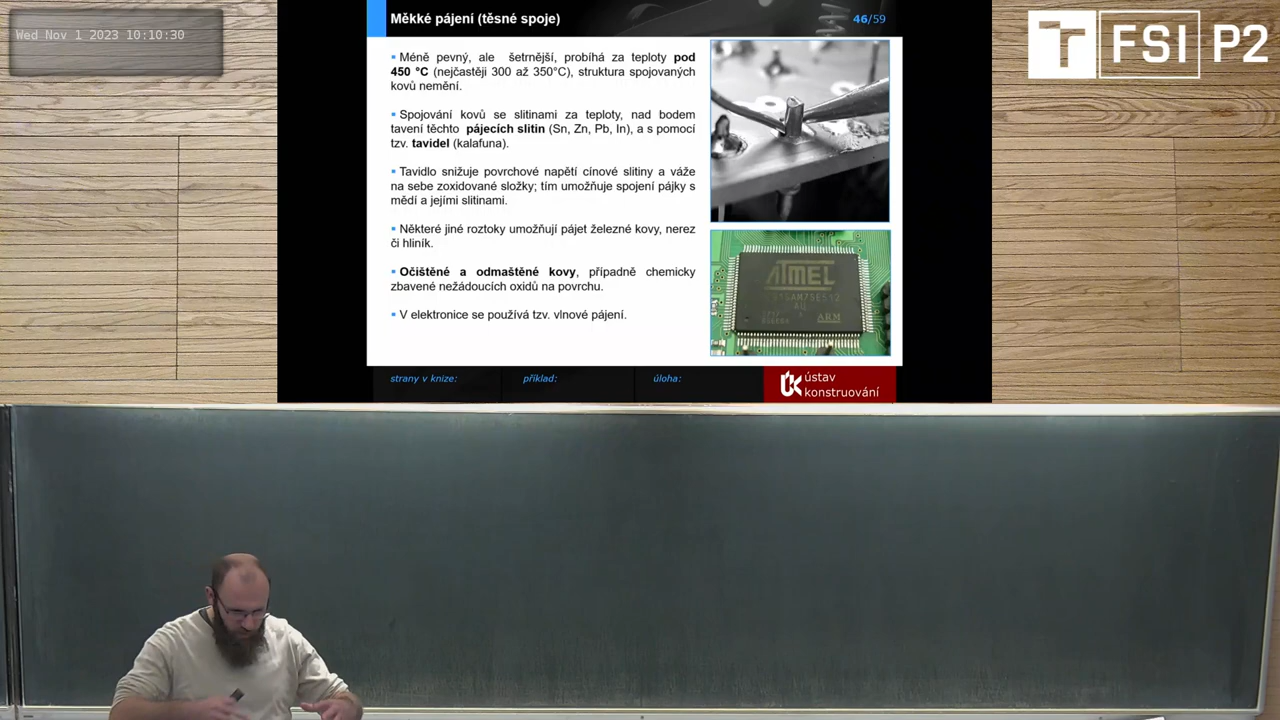 Wed Nov 1 2023 10:10:30
Měkké pájení (těsné spoje)
46/59
FSI P2
▪ Méně pevný, ale šetrnější, probíhá za teploty pod
450 °C (nejčastěji 300 až 350°C), struktura spojovaných
kovů nemění.
▪ Spojování kovů se slitinami za teploty, nad bodem
tavení těchto pájecích slitin (Sn, Zn, Pb, In), a s pomocí
tzv. tavidel (kalafuna).
▪ Tavidlo snižuje povrchové napětí cínové slitiny a váže
na sebe zoxidované složky; tím umožňuje spojení pájky s
mědí a jejími slitinami.
▪ Některé jiné roztoky umožňují pájet železné kovy, nerez
či hliník.
▪ Očištěné a odmaštěné kovy, případně chemicky
zbavené nežádoucích oxidů na povrchu.
▪ V elektronice se používá tzv. vlnové pájení.
ATMEL
ARM
strany v knize:
příklad:
úloha:
ústav
konstruování